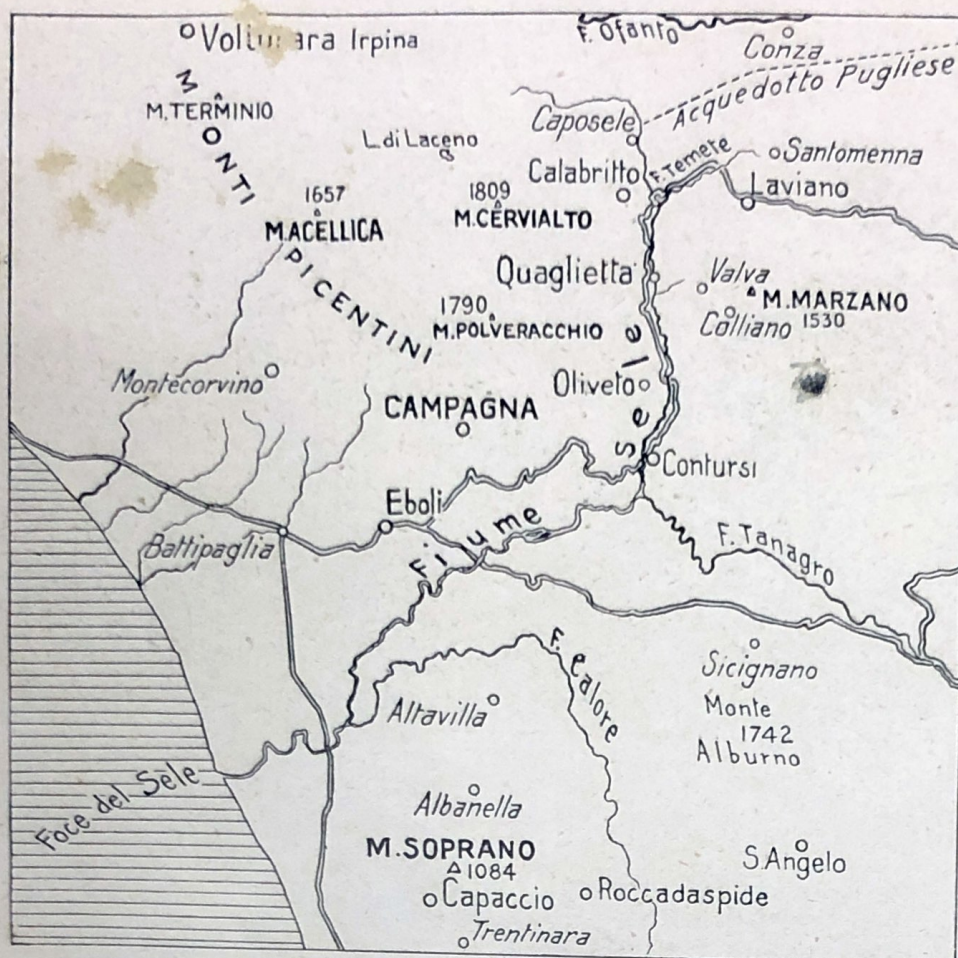 F. Ofanto
Irpina
Conza
Acquedotto Pugliese
M
O
N
T
I
M. TERMINIO
Caposele
L. di Laceno
F. Temete
Santomenna
Calabritto
Laviano
1657
M. ACELLICA
1809
M. CERVIALTO
PICENTINI
Quaglietta
Valva
M. MARZANO
1530
Colliano
1790
M. POLVERACCHIO
Montecorvino
Oliveto
CAMPAGNA
Contursi
Eboli
Fiume Sele
Battipaglia
F. Tanagro
F. Calore
Sicignano
Monte
1742
Alburno
Altavilla
Foce del Sele
Albanella
M. SOPRANO
1084
S. Angelo
Capaccio
Roccadaspide
Trentinara